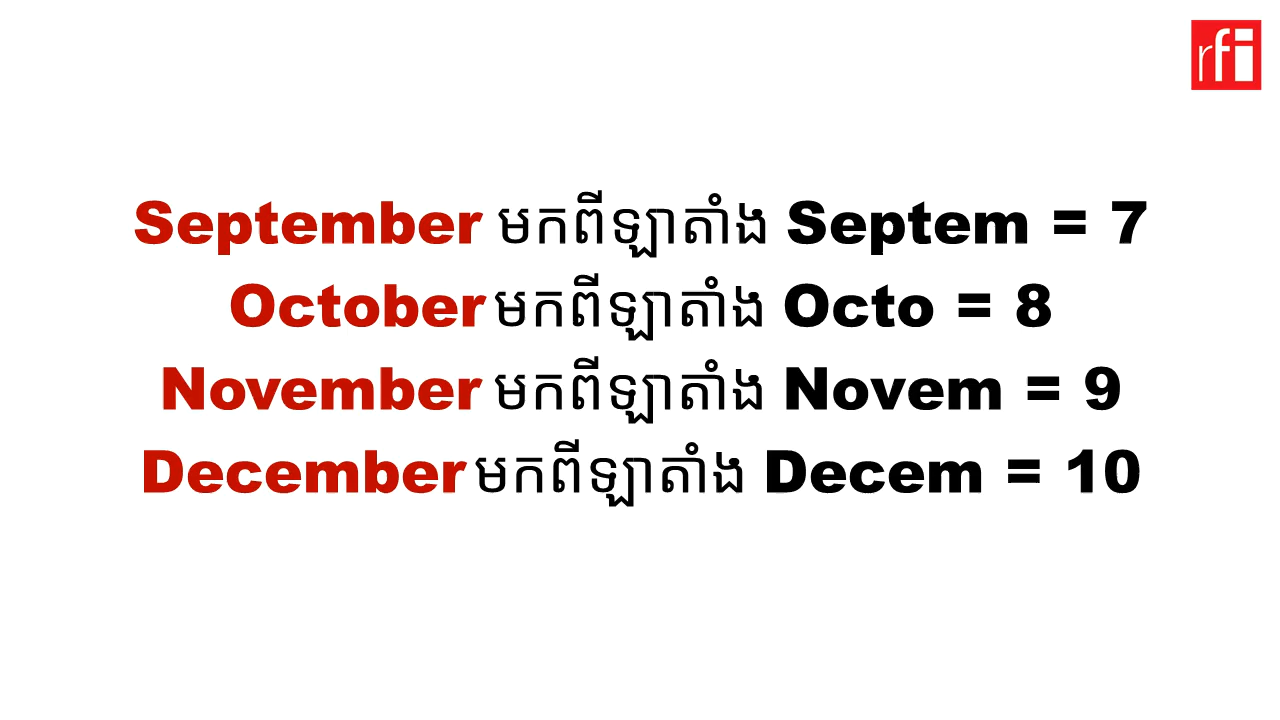 rfi
September មកពីឡាតាំង Septem = 7
October មកពីឡាតាំង Octo = 8
November មកពីឡាតាំង Novem = 9
December មកពីឡាតាំង Decem = 10